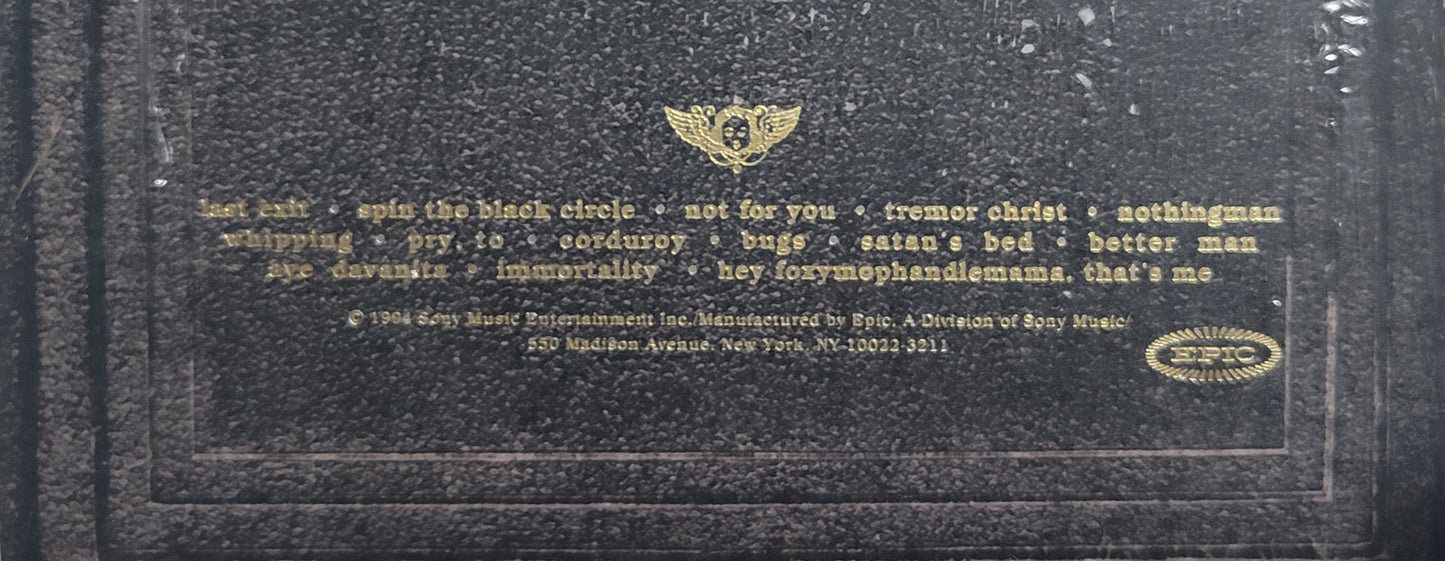 last exit • spin the black circle • not for you • tremor christ • nothingman
whipping • pry, to • corduroy • bugs • satan's bed • better man
aye davanita • immortality • hey foxymophandlemama, that's me
© 1994 Sony Music Entertainment Inc./Manufactured by Epic, A Division of Sony Music/
550 Madison Avenue, New York, NY 10022-3211
EPIC